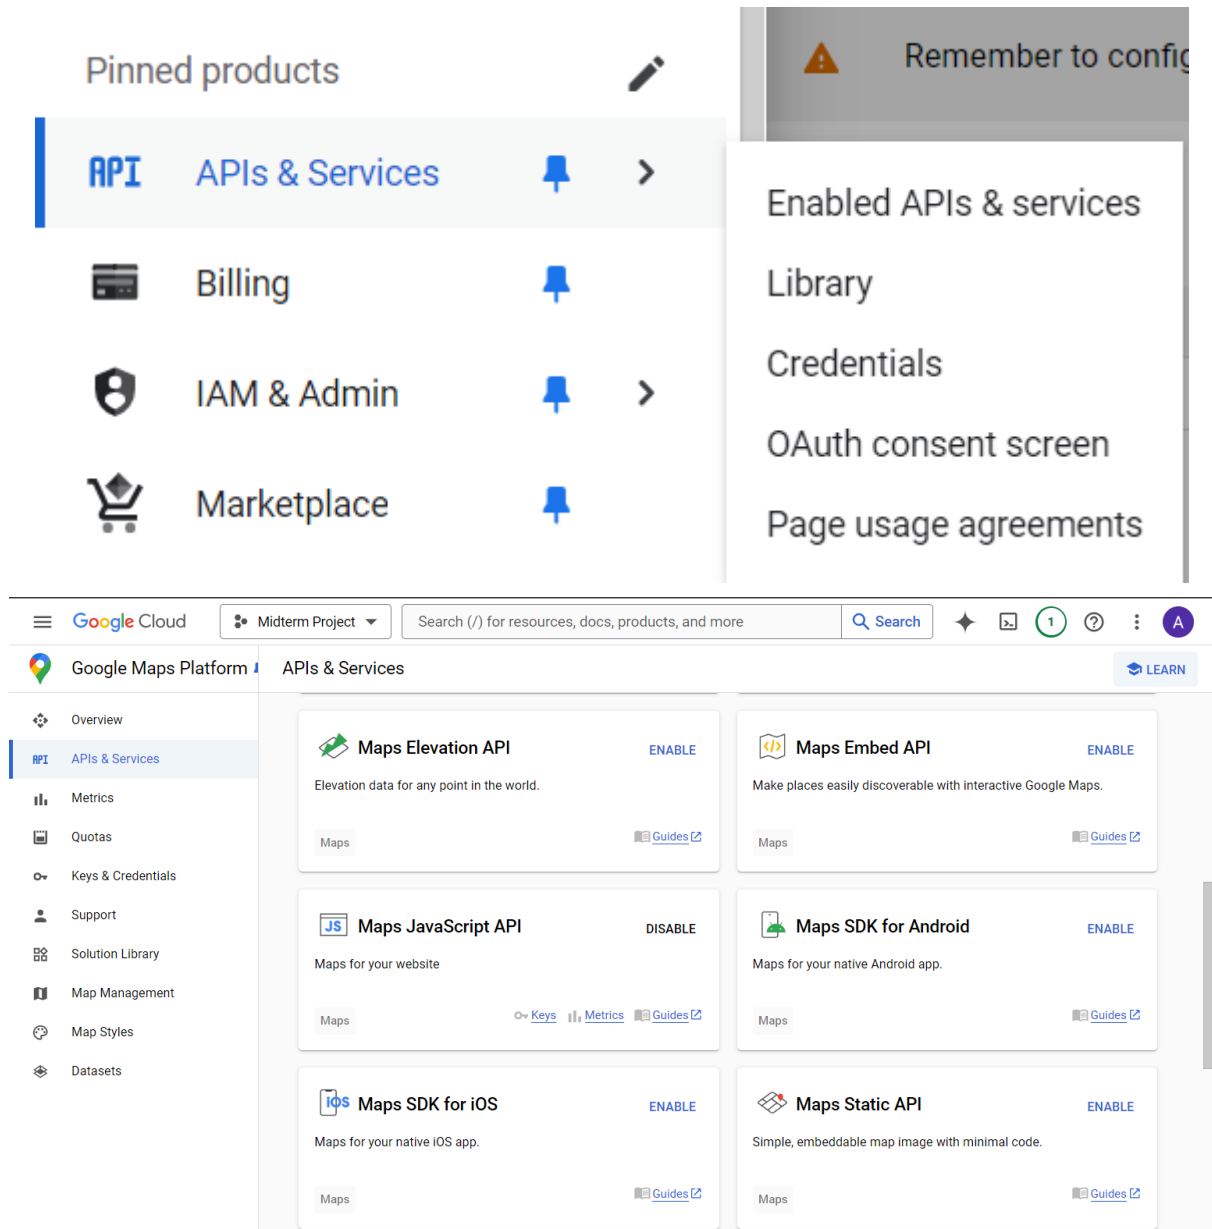 Pinned products
API APIs & Services
Billing
IAM & Admin
Marketplace
Remember to config
Enabled APIs & services
Library
Credentials
OAuth consent screen
Page usage agreements
Google Cloud
Midterm Project
Search (/) for resources, docs, products, and more
Search
1
A
Google Maps Platform
APIs & Services
LEARN
Overview
API APIs & Services
Metrics
Quotas
Keys & Credentials
Support
Solution Library
Map Management
Map Styles
Datasets
Maps Elevation API
ENABLE
Elevation data for any point in the world.
Maps
Guides
Maps Embed API
ENABLE
Make places easily discoverable with interactive Google Maps.
Maps
Guides
JS Maps JavaScript API
DISABLE
Maps for your website
Maps
Keys Metrics Guides
Maps SDK for Android
ENABLE
Maps for your native Android app.
Maps
Guides
iOS Maps SDK for iOS
ENABLE
Maps for your native iOS app.
Maps
Guides
Maps Static API
ENABLE
Simple, embeddable map image with minimal code.
Maps
Guides